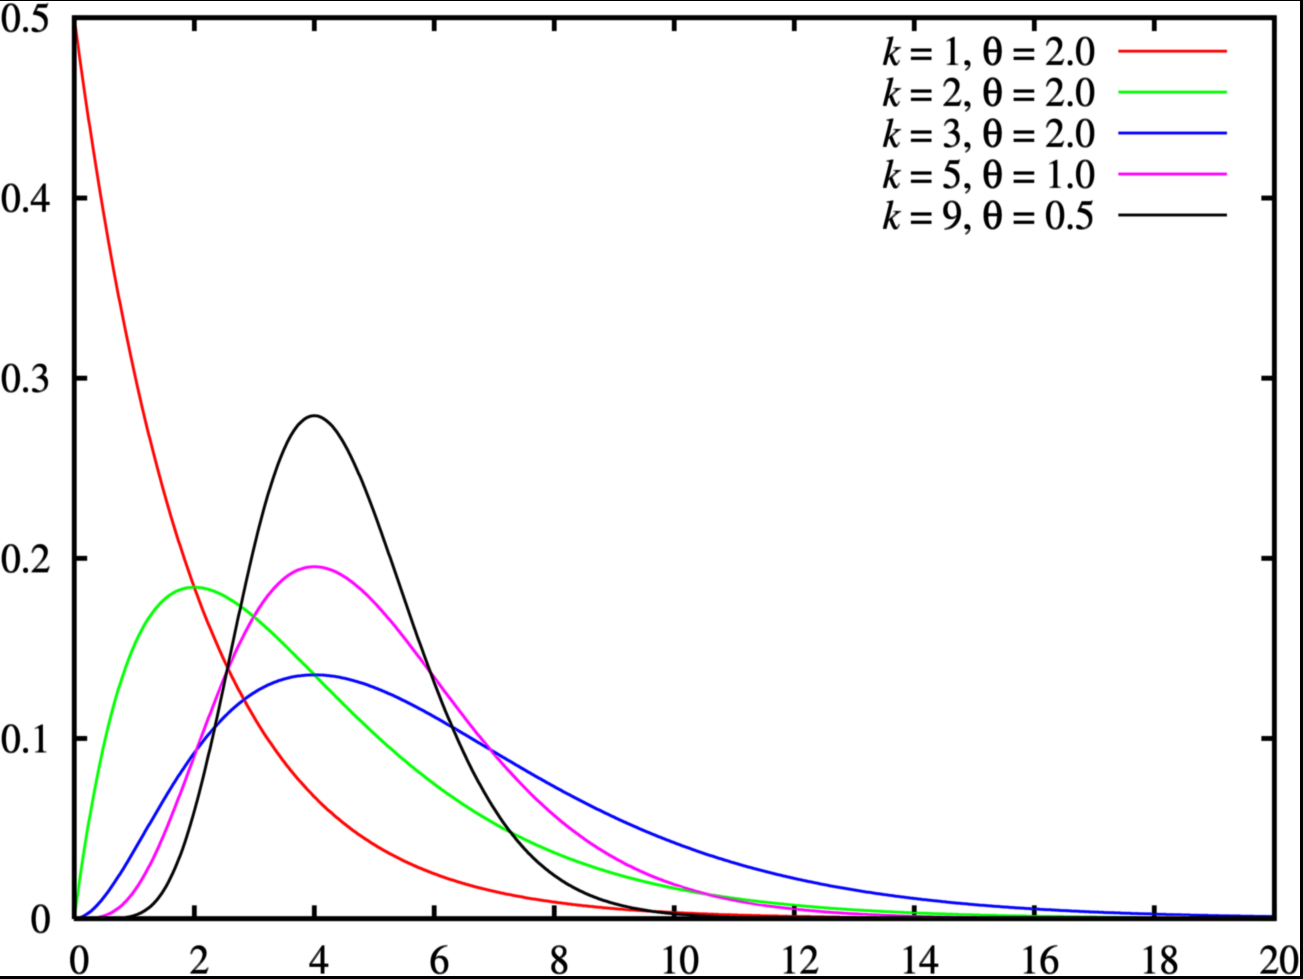 0.5
k = 1, θ = 2.0
k = 2, θ = 2.0
k = 3, θ = 2.0
0.4
k = 5, θ = 1.0
k = 9, θ = 0.5
0.3
0.2
0.1
0
0 2 4 6 8 10 12 14 16 18 20